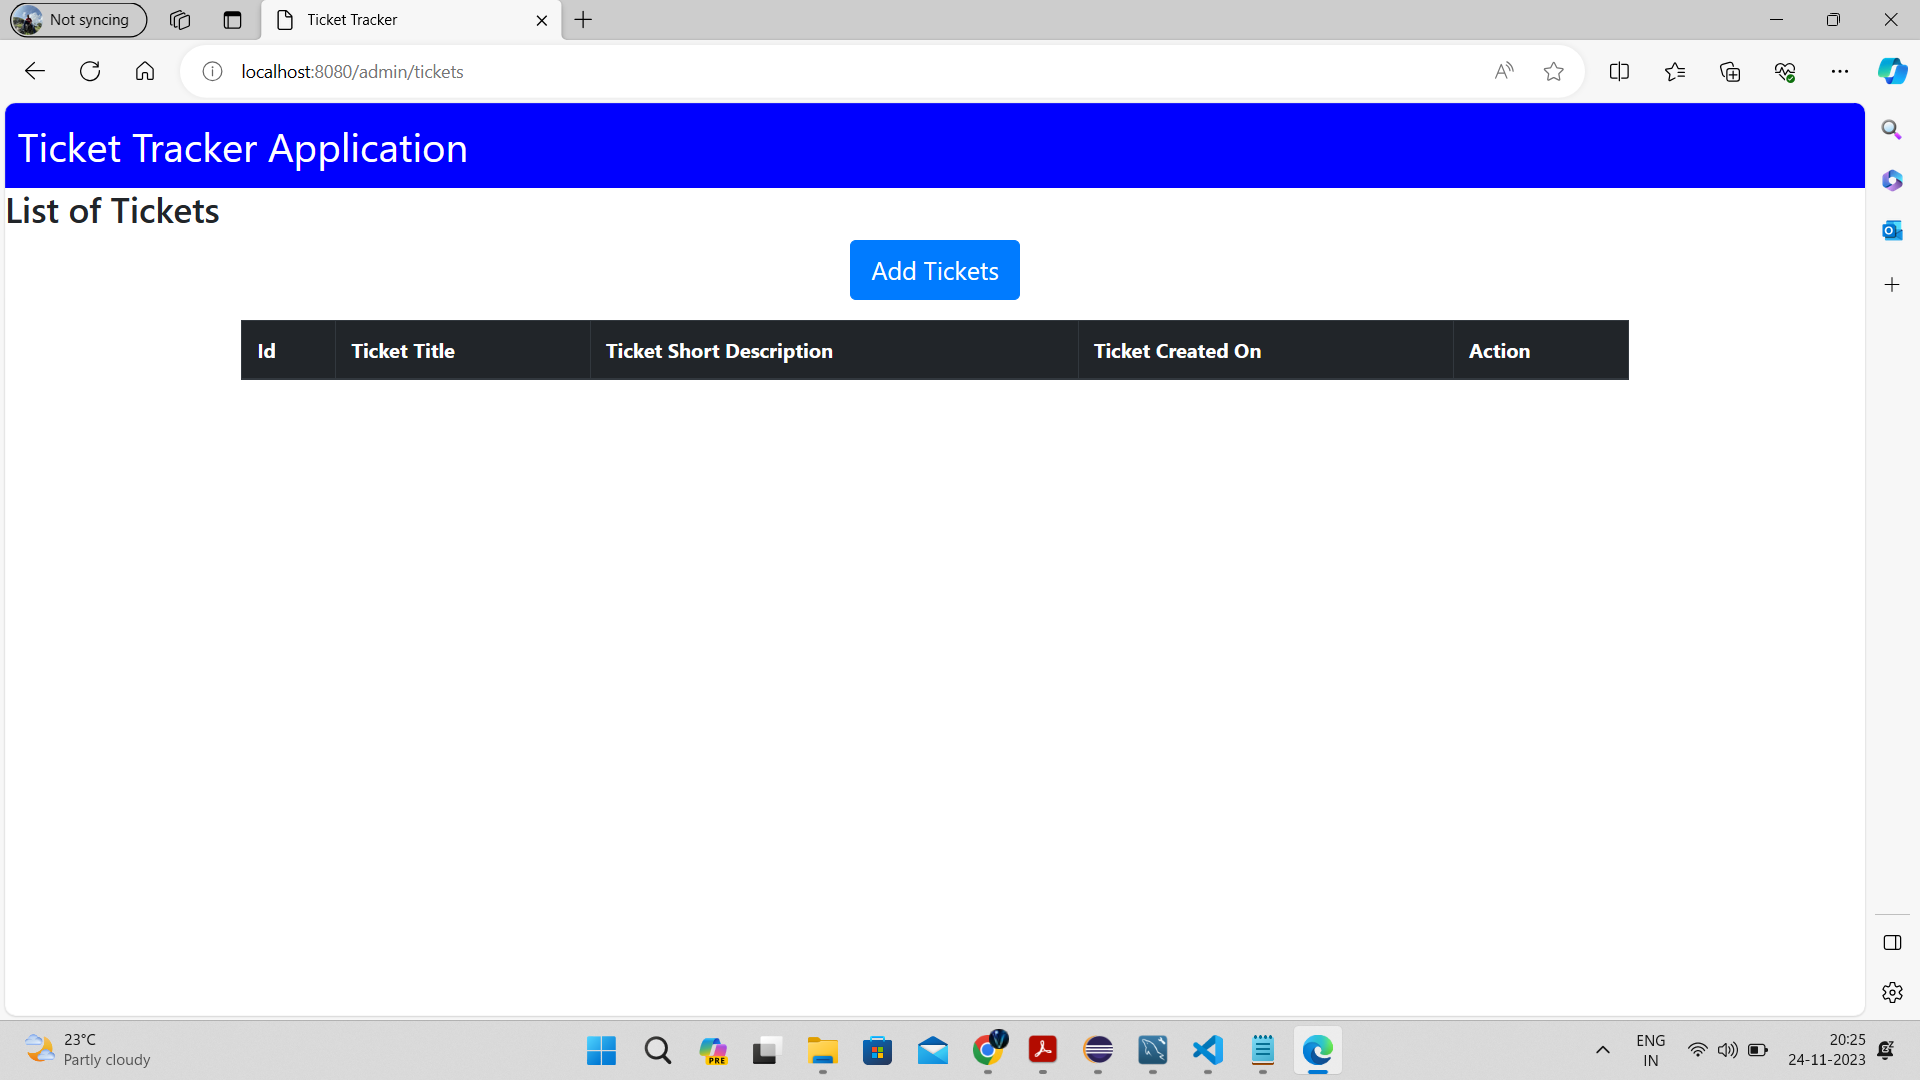 Not syncing
Ticket Tracker
localhost:8080/admin/tickets
Ticket Tracker Application
List of Tickets
Add Tickets
Id Ticket Title Ticket Short Description Ticket Created On Action
23°C
Partly cloudy
PRE
ENG
IN
20:25
24-11-2023